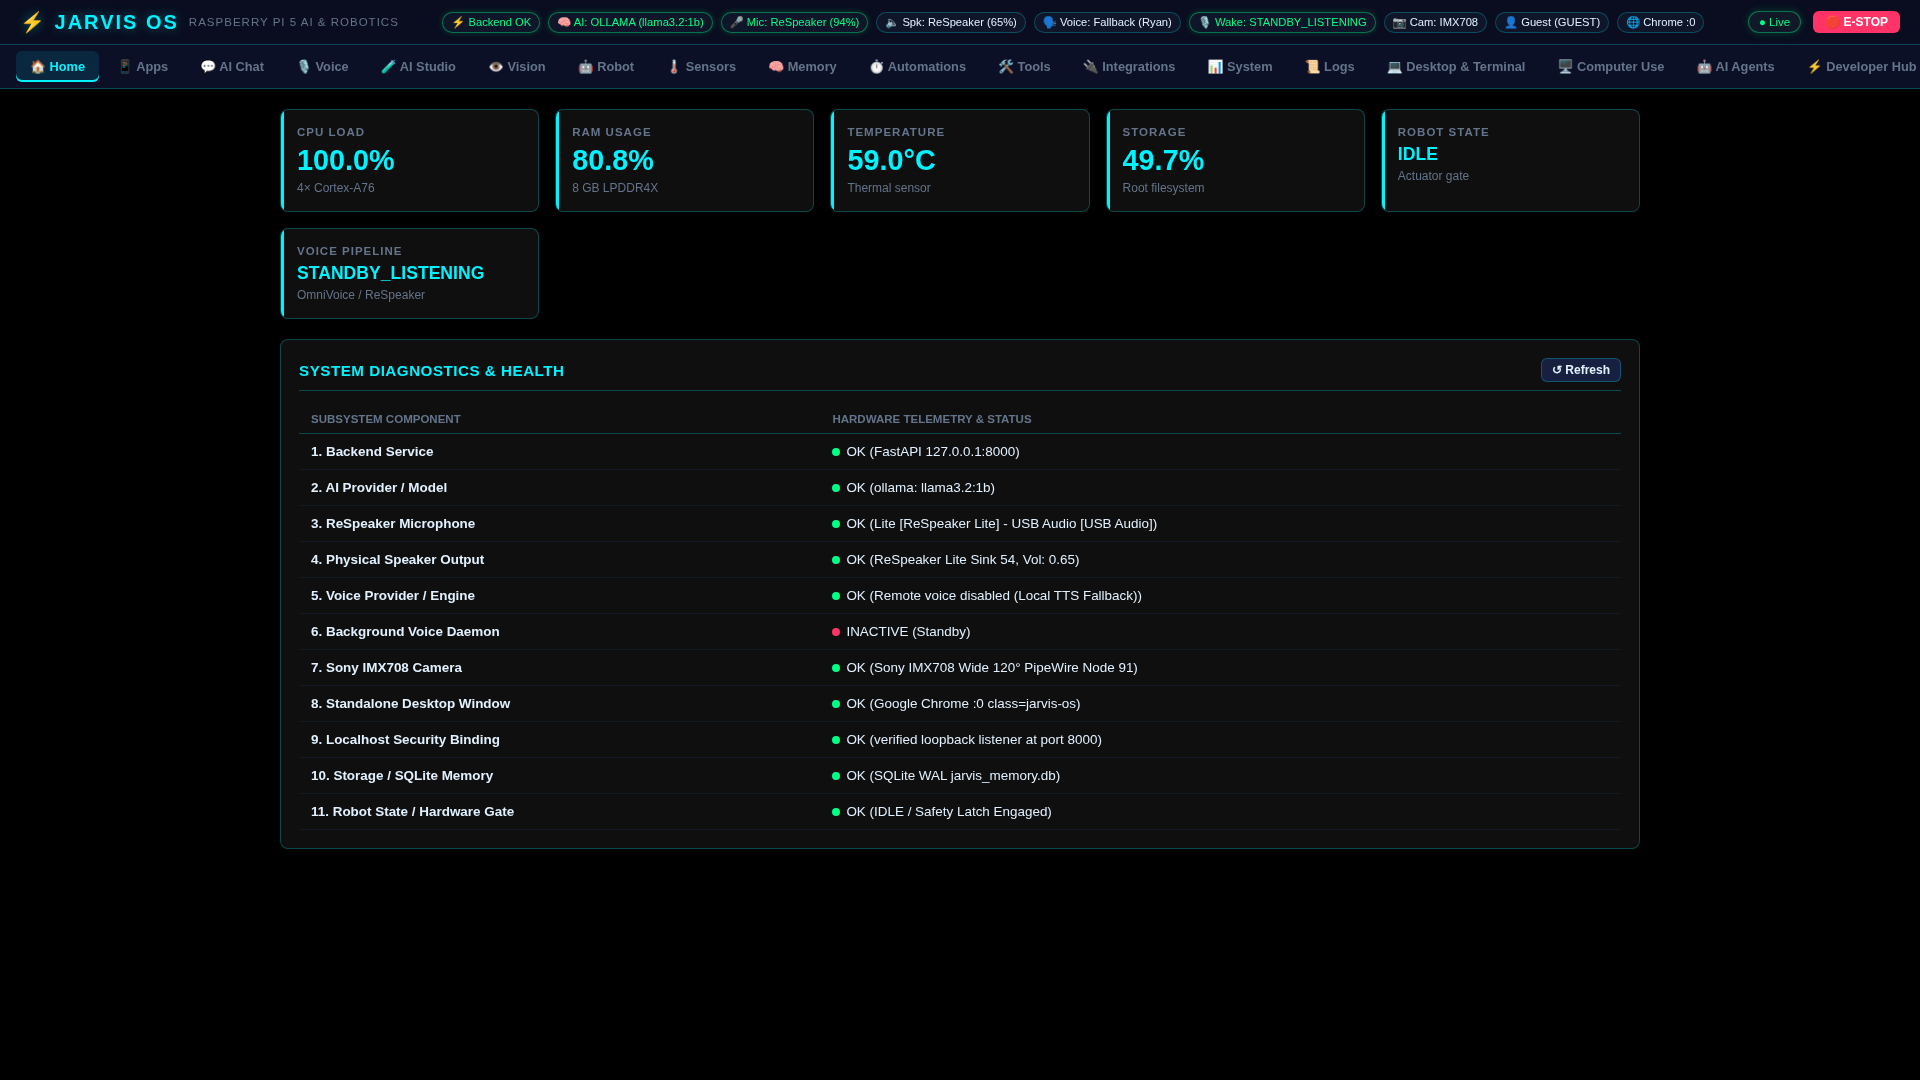 ⚡ JARVIS OS RASPBERRY PI 5 AI & ROBOTICS ⚡ Backend OK 🧠 AI: OLLAMA (llama3.2:1b) 🎤 Mic: ReSpeaker (94%) 🔈 Spk: ReSpeaker (65%) 🗣️ Voice: Fallback (Ryan) 🎙️ Wake: STANDBY_LISTENING 📷 Cam: IMX708 👤 Guest (GUEST) 🌐 Chrome :0 ● Live 🛑 E-STOP
🏠 Home 📱 Apps 💬 AI Chat 🎙️ Voice 🧪 AI Studio 👁️ Vision 🤖 Robot 🌡️ Sensors 🧠 Memory ⏱️ Automations 🛠️ Tools 🔌 Integrations 📊 System 📜 Logs 💻 Desktop & Terminal 🖥️ Computer Use 🤖 AI Agents ⚡ Developer Hub
CPU LOAD
100.0%
4× Cortex-A76
RAM USAGE
80.8%
8 GB LPDDR4X
TEMPERATURE
59.0°C
Thermal sensor
STORAGE
49.7%
Root filesystem
ROBOT STATE
IDLE
Actuator gate
VOICE PIPELINE
STANDBY_LISTENING
OmniVoice / ReSpeaker
SYSTEM DIAGNOSTICS & HEALTH ↺ Refresh
SUBSYSTEM COMPONENT HARDWARE TELEMETRY & STATUS
1. Backend Service OK (FastAPI 127.0.0.1:8000)
2. AI Provider / Model OK (ollama: llama3.2:1b)
3. ReSpeaker Microphone OK (Lite [ReSpeaker Lite] - USB Audio [USB Audio])
4. Physical Speaker Output OK (ReSpeaker Lite Sink 54, Vol: 0.65)
5. Voice Provider / Engine OK (Remote voice disabled (Local TTS Fallback))
6. Background Voice Daemon INACTIVE (Standby)
7. Sony IMX708 Camera OK (Sony IMX708 Wide 120° PipeWire Node 91)
8. Standalone Desktop Window OK (Google Chrome :0 class=jarvis-os)
9. Localhost Security Binding OK (verified loopback listener at port 8000)
10. Storage / SQLite Memory OK (SQLite WAL jarvis_memory.db)
11. Robot State / Hardware Gate OK (IDLE / Safety Latch Engaged)